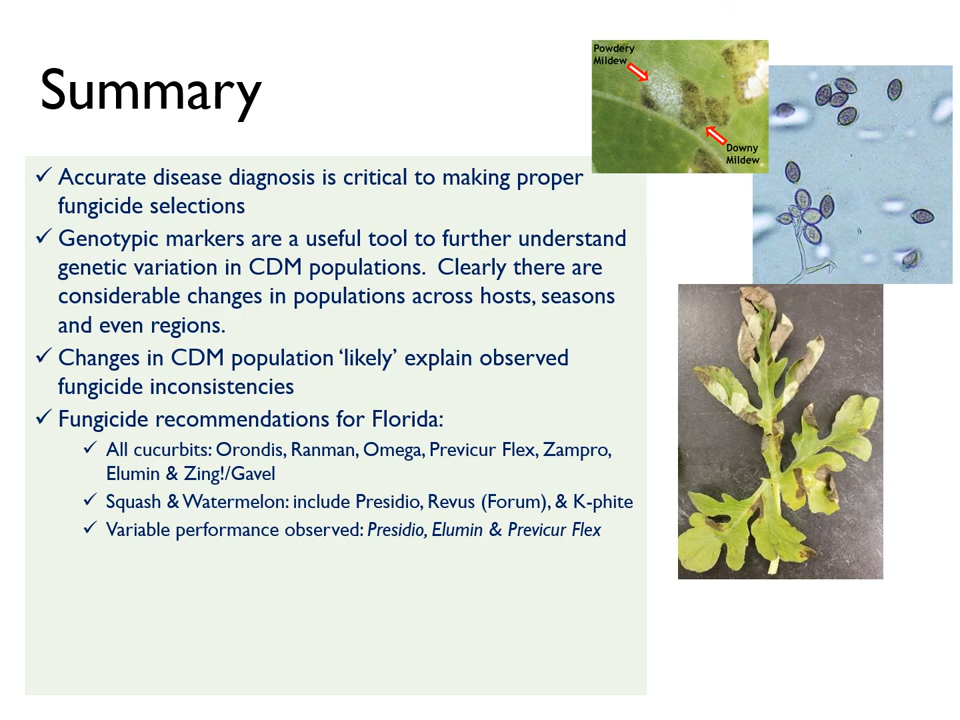 Summary
Powdery
Mildew
Downy
Mildew
✓ Accurate disease diagnosis is critical to making proper
fungicide selections
✓ Genotypic markers are a useful tool to further understand
genetic variation in CDM populations.  Clearly there are
considerable changes in populations across hosts, seasons
and even regions.
✓ Changes in CDM population ‘likely’ explain observed
fungicide inconsistencies
✓ Fungicide recommendations for Florida:
✓ All cucurbits: Orondis, Ranman, Omega, Previcur Flex, Zampro,
Elumin & Zing!/Gavel
✓ Squash & Watermelon: include Presidio, Revus (Forum), & K-phite
✓ Variable performance observed: Presidio, Elumin & Previcur Flex